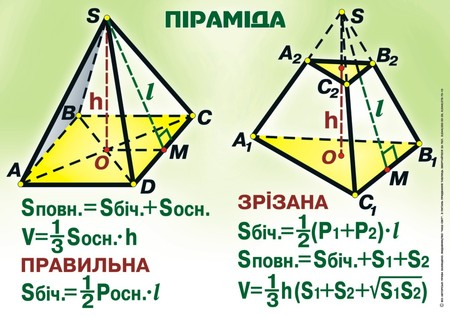 ПІРАМІДА
S
B
C
h
l
O
M
A
D
S
A₂
B₂
C₂
h
l
A₁
O
B₁
M
C₁
Sповн.=Sбіч.+Sосн.
V=1/3Sосн.·h
ПРАВИЛЬНА
Sбіч.=1/2Pосн.·l
ЗРІЗАНА
Sбіч.=1/2(P₁+P₂)·l
Sповн.=Sбіч.+S₁+S₂
V=1/3h(S₁+S₂+√S₁S₂)